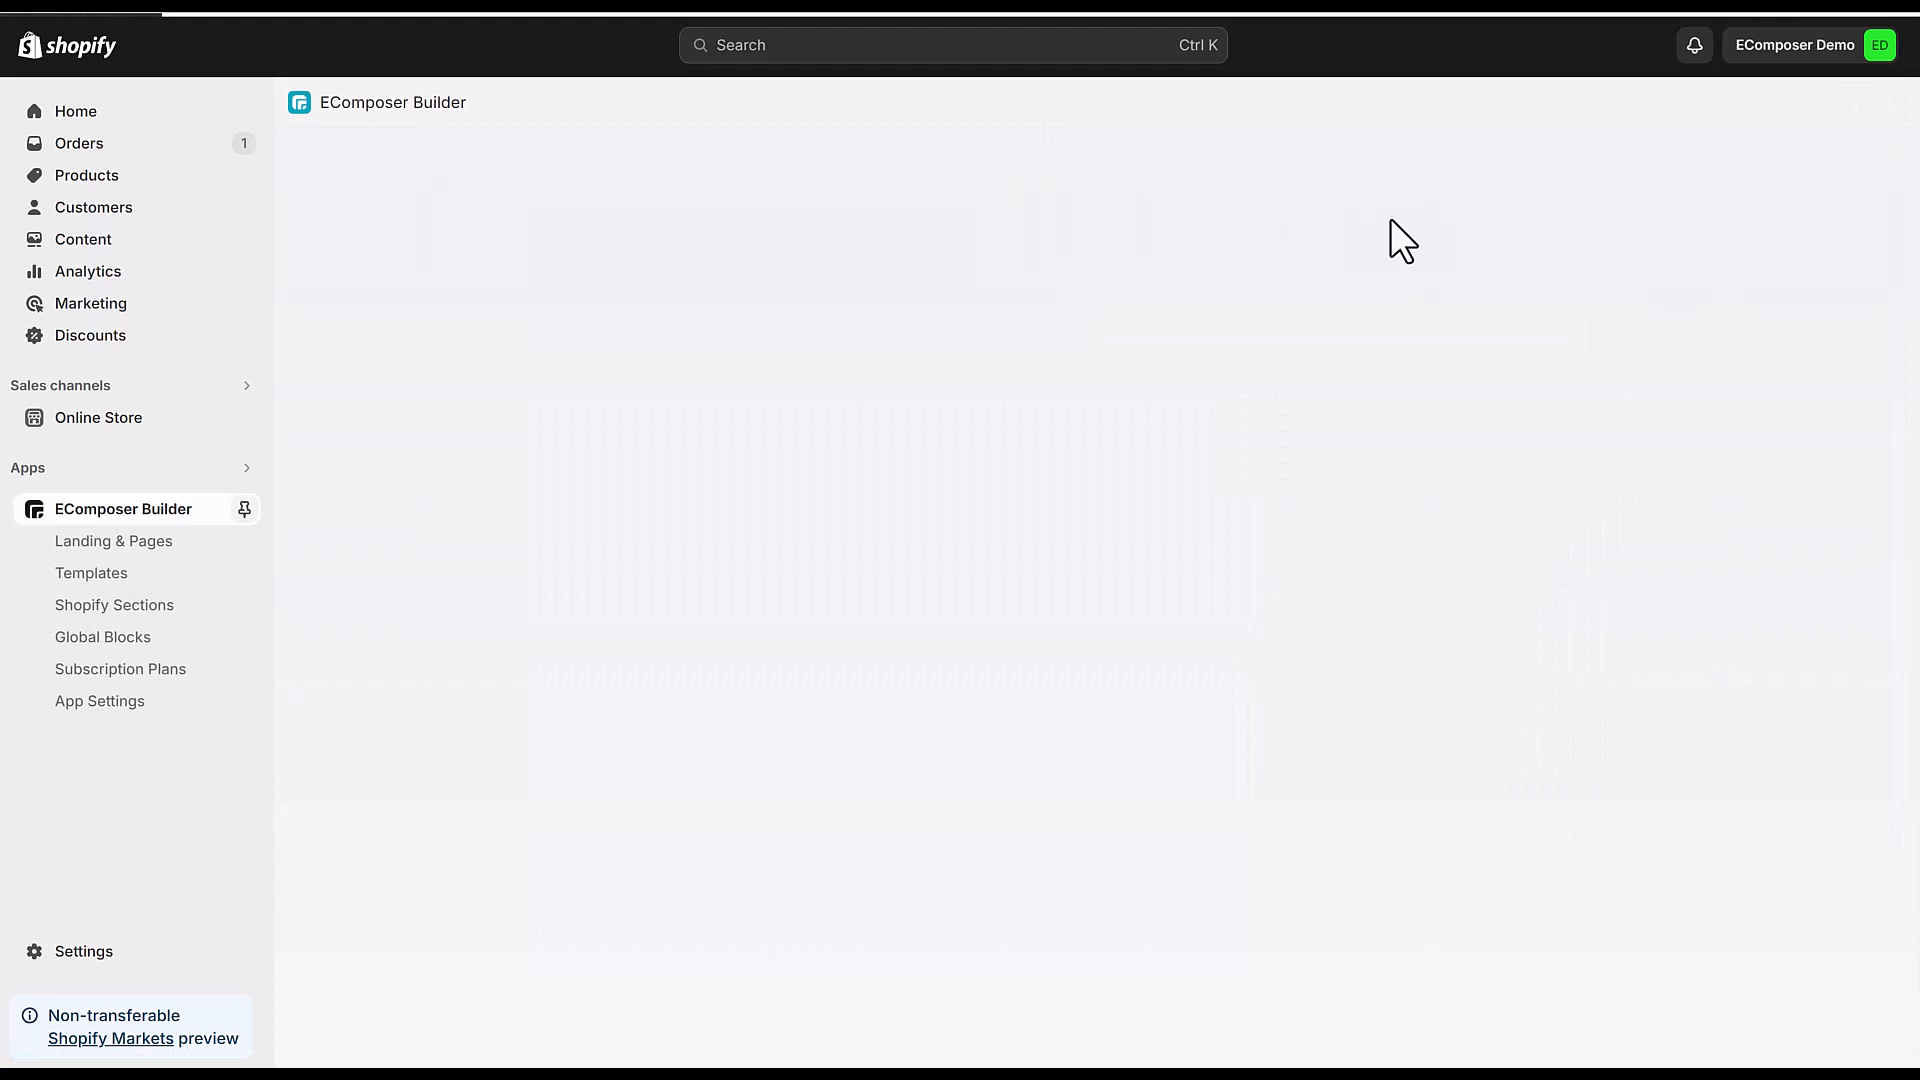 shopify
Search
Ctrl K
EComposer Demo
ED
EComposer Builder
Home
Orders
1
Products
Customers
Content
Analytics
Marketing
Discounts
Sales channels
Online Store
Apps
EComposer Builder
Landing & Pages
Templates
Shopify Sections
Global Blocks
Subscription Plans
App Settings
Settings
Non-transferable
Shopify Markets preview